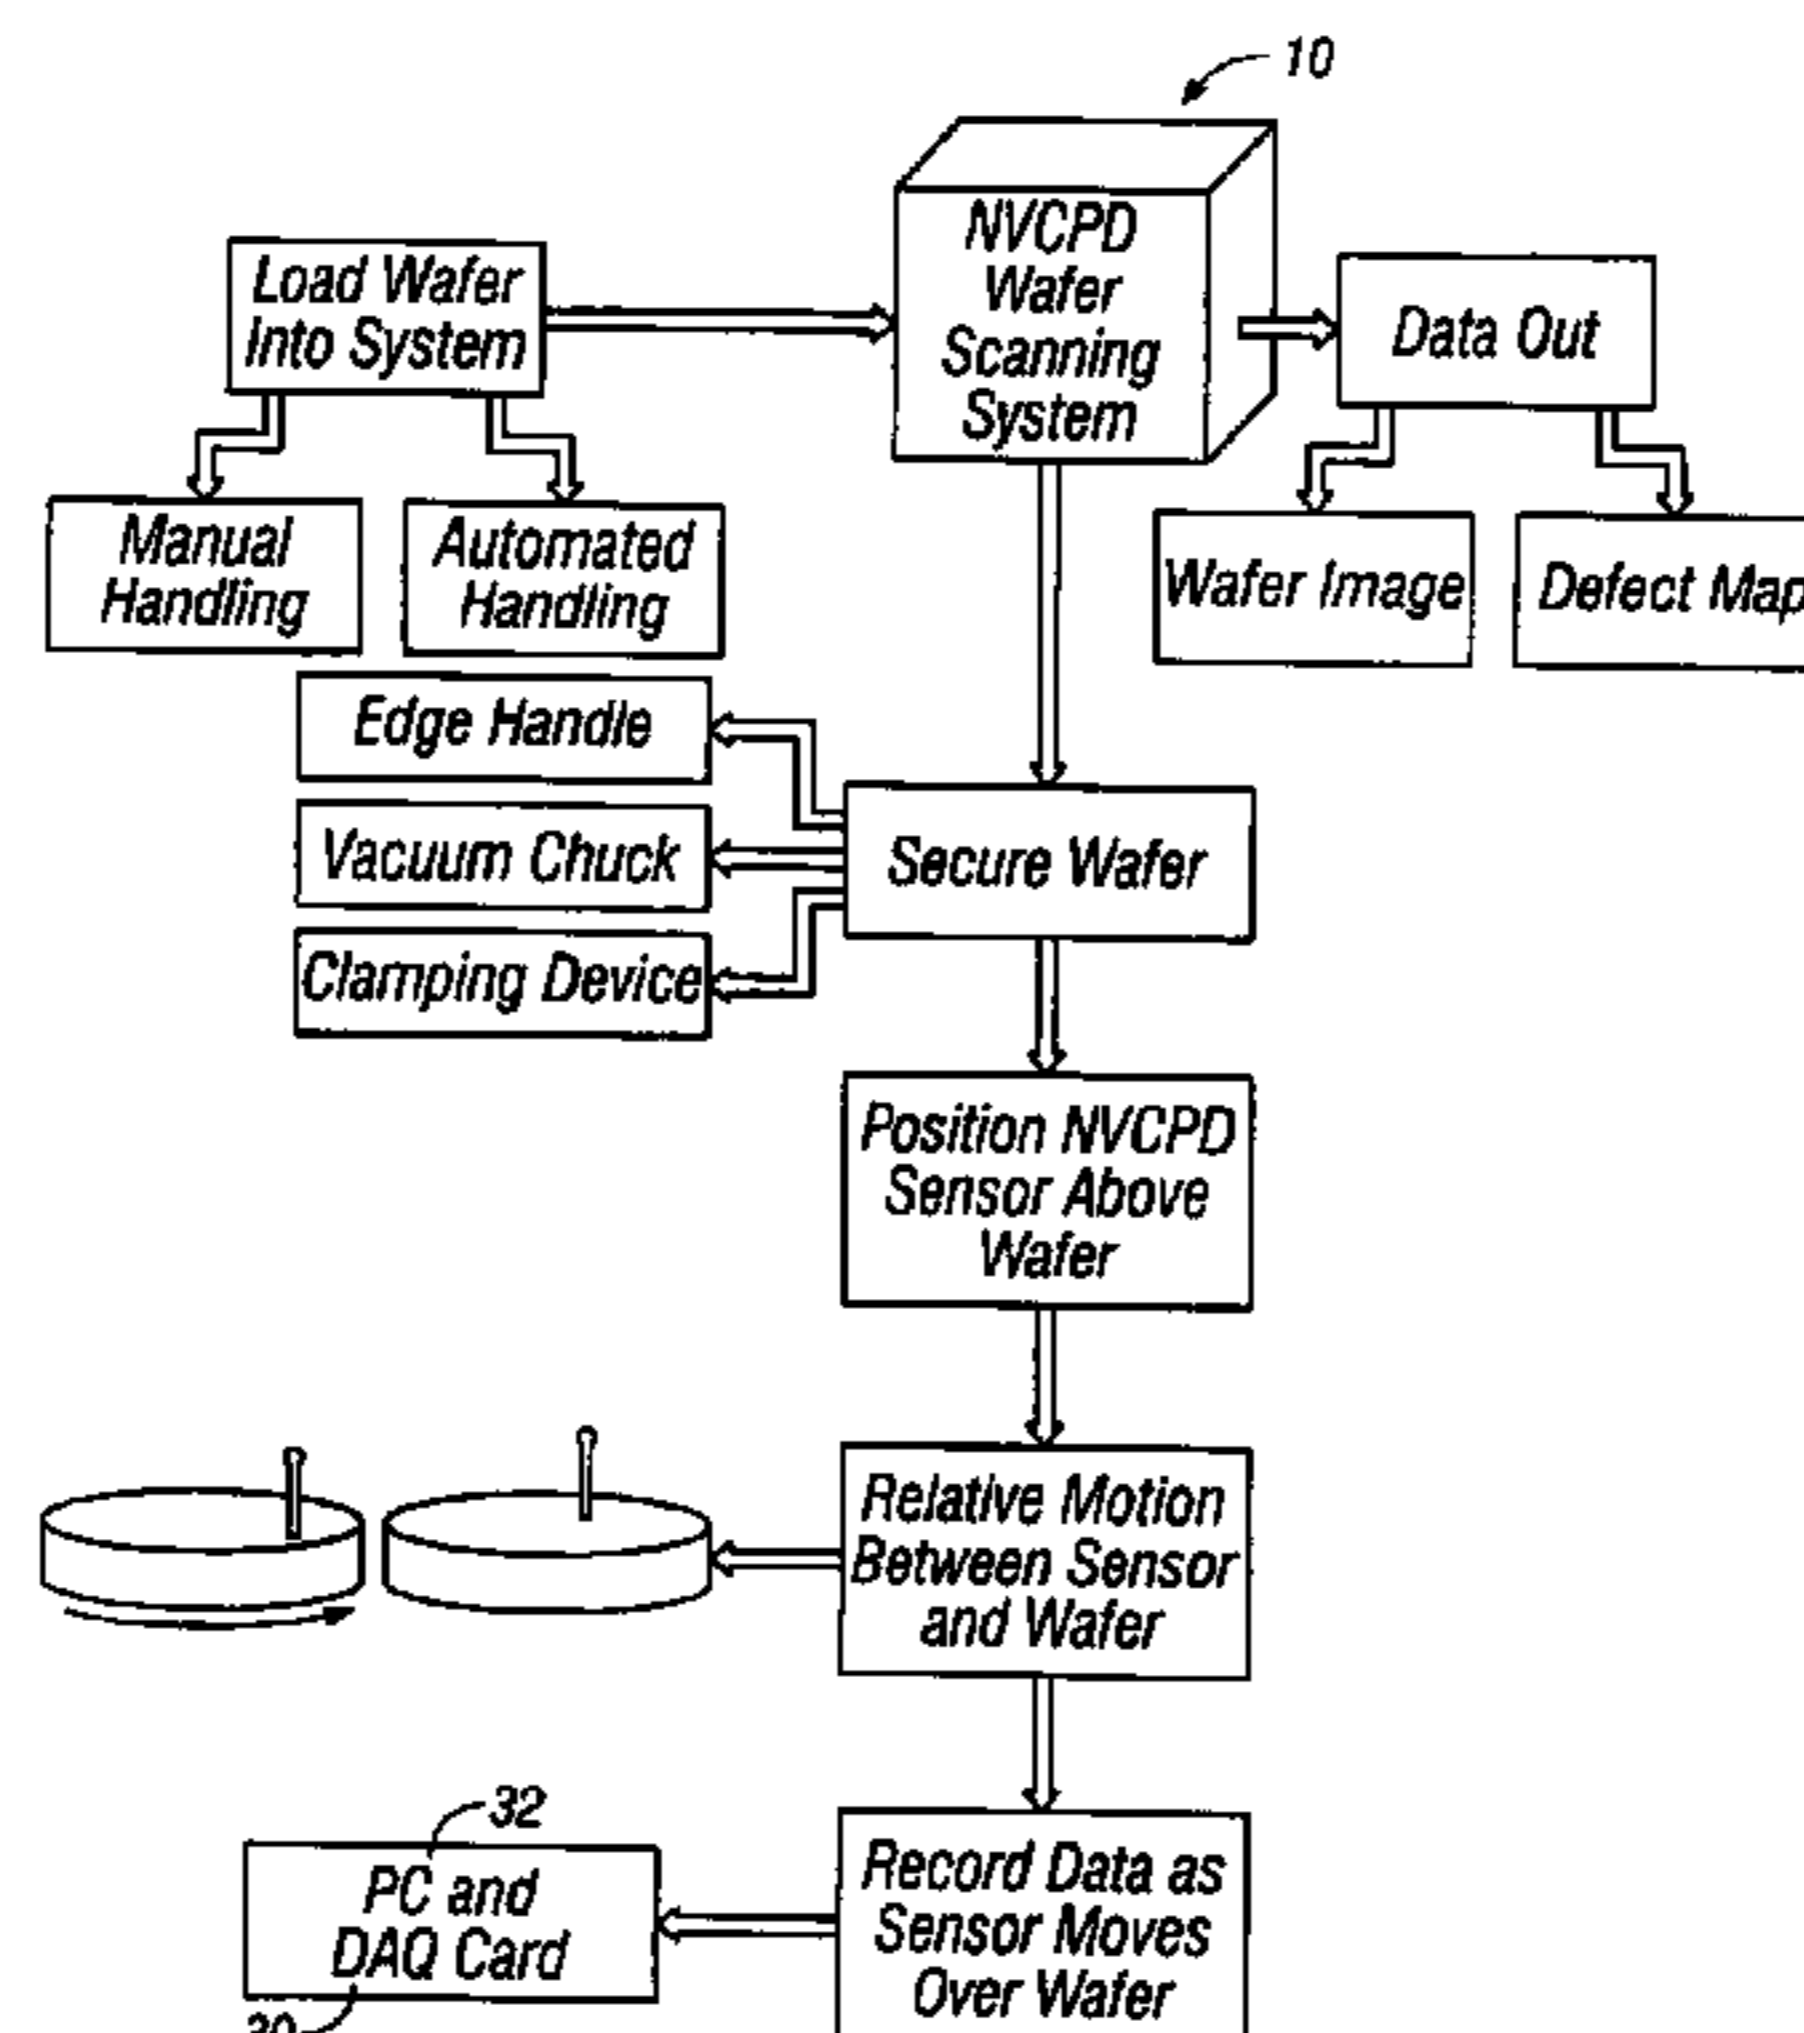 10
NVCPD
Wafer
Scanning
System
Load Wafer
Into System
Data Out
Manual
Handling
Automated
Handling
Wafer Image
Defect Map
Edge Handle
Vacuum Chuck
Clamping Device
Secure Wafer
Position NVCPD
Sensor Above
Wafer
Relative Motion
Between Sensor
and Wafer
32
PC and
DAQ Card
Record Data as
Sensor Moves
Over Wafer